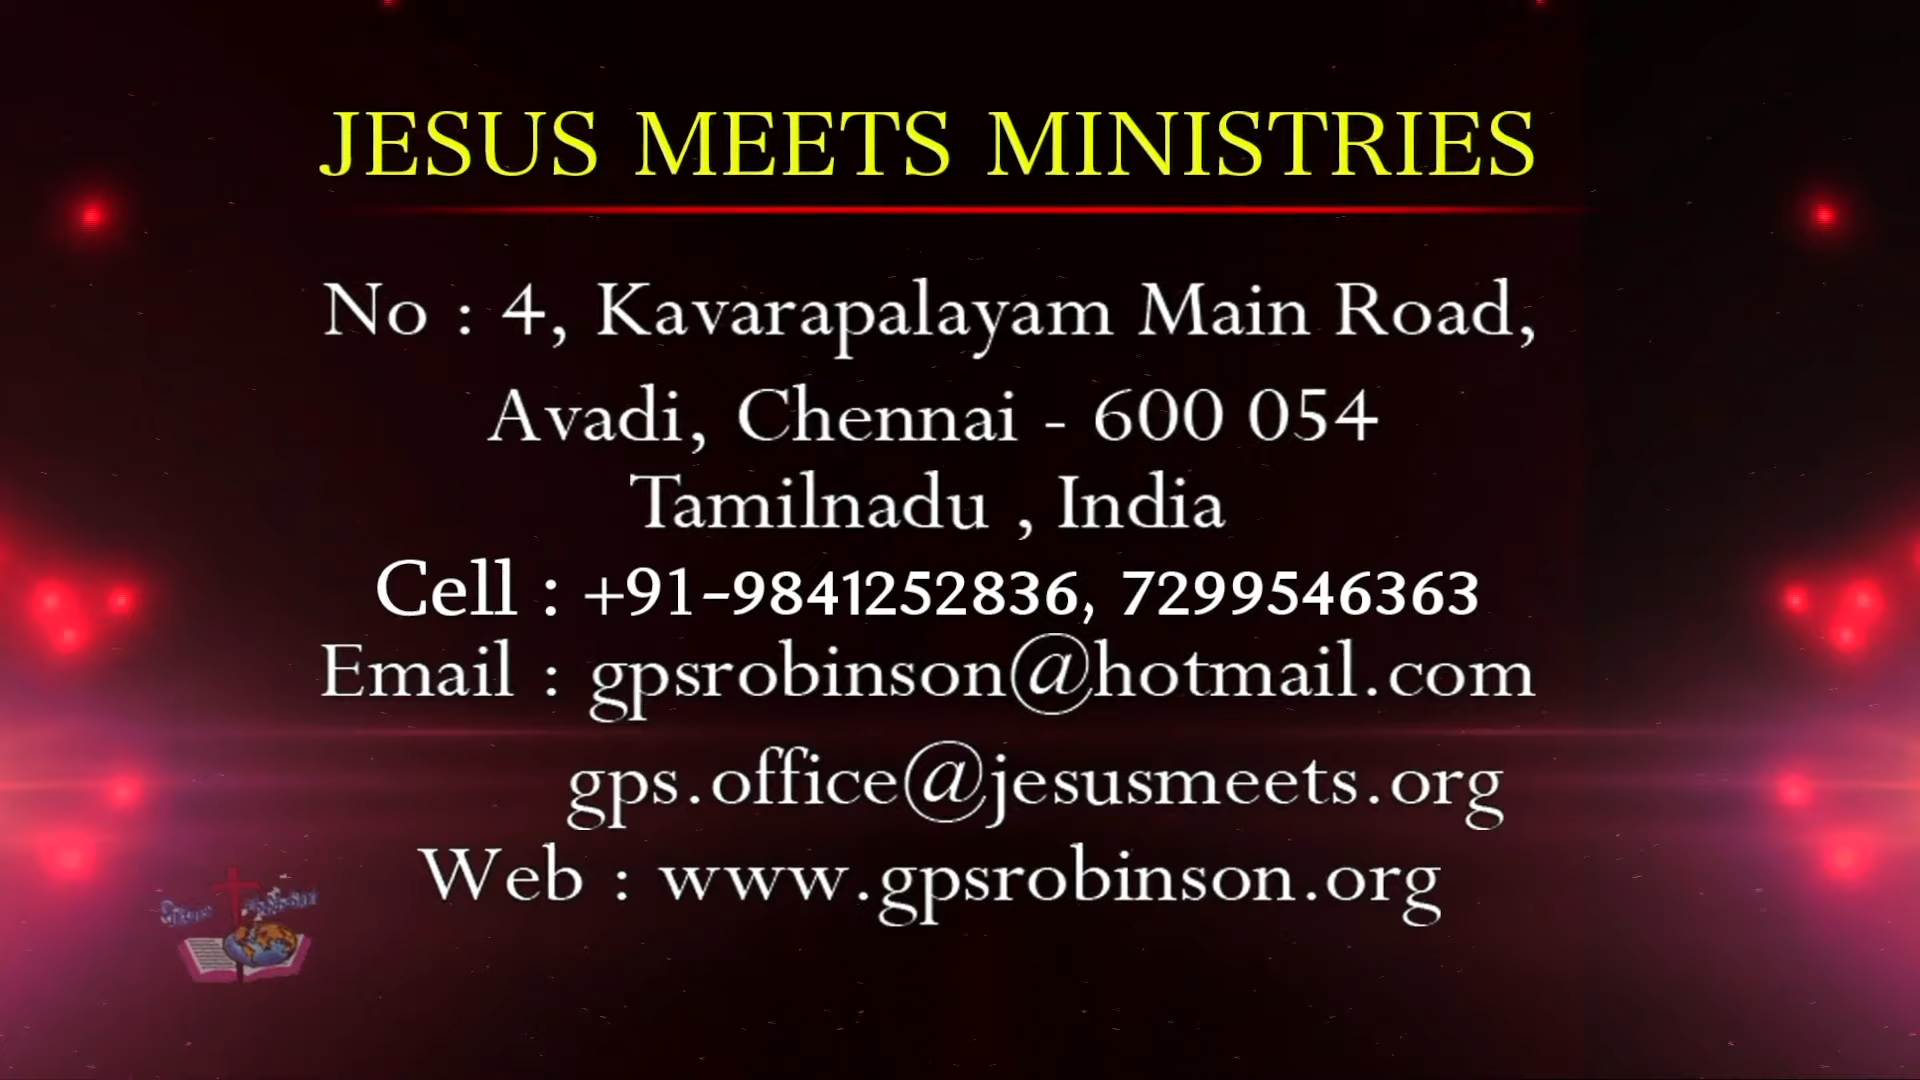 JESUS MEETS MINISTRIES
No : 4, Kavarapalayam Main Road,
Avadi, Chennai - 600 054
Tamilnadu , India
Cell : +91-9841252836, 7299546363
Email : gpsrobinson@hotmail.com
gps.office@jesusmeets.org
Web : www.gpsrobinson.org